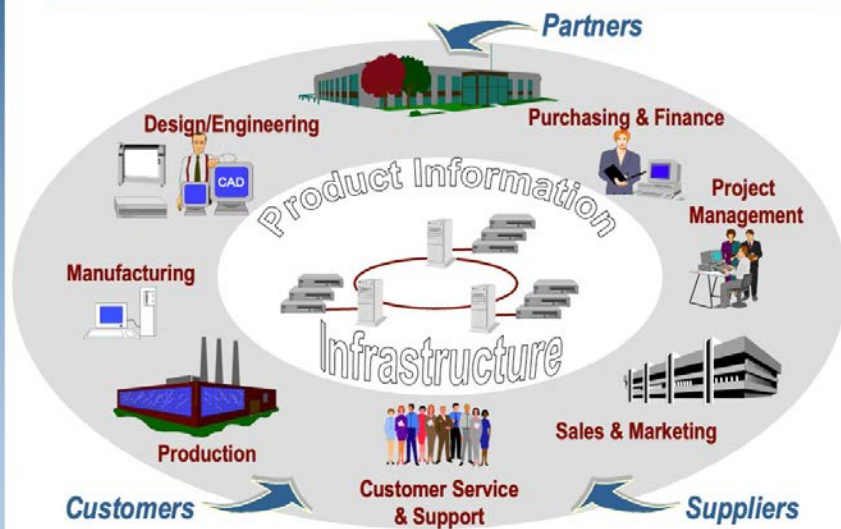 Partners
Design/Engineering
Purchasing & Finance
CAD
Product Information
Project
Management
Manufacturing
Infrastructure
Production
Sales & Marketing
Customer Service
& Support
Customers
Suppliers